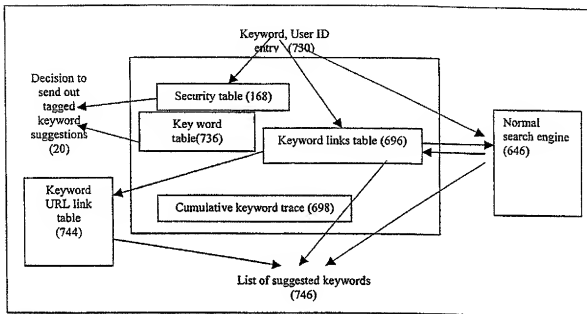 Keyword, User ID
entry (730)
Decision to
send out
tagged
keyword
suggestions
(20)
Security table (168)
Key word
table(736)
Keyword links table (696)
Normal
search engine
(646)
Keyword
URL link
table
(744)
Cumulative keyword trace (698)
List of suggested keywords
(746)